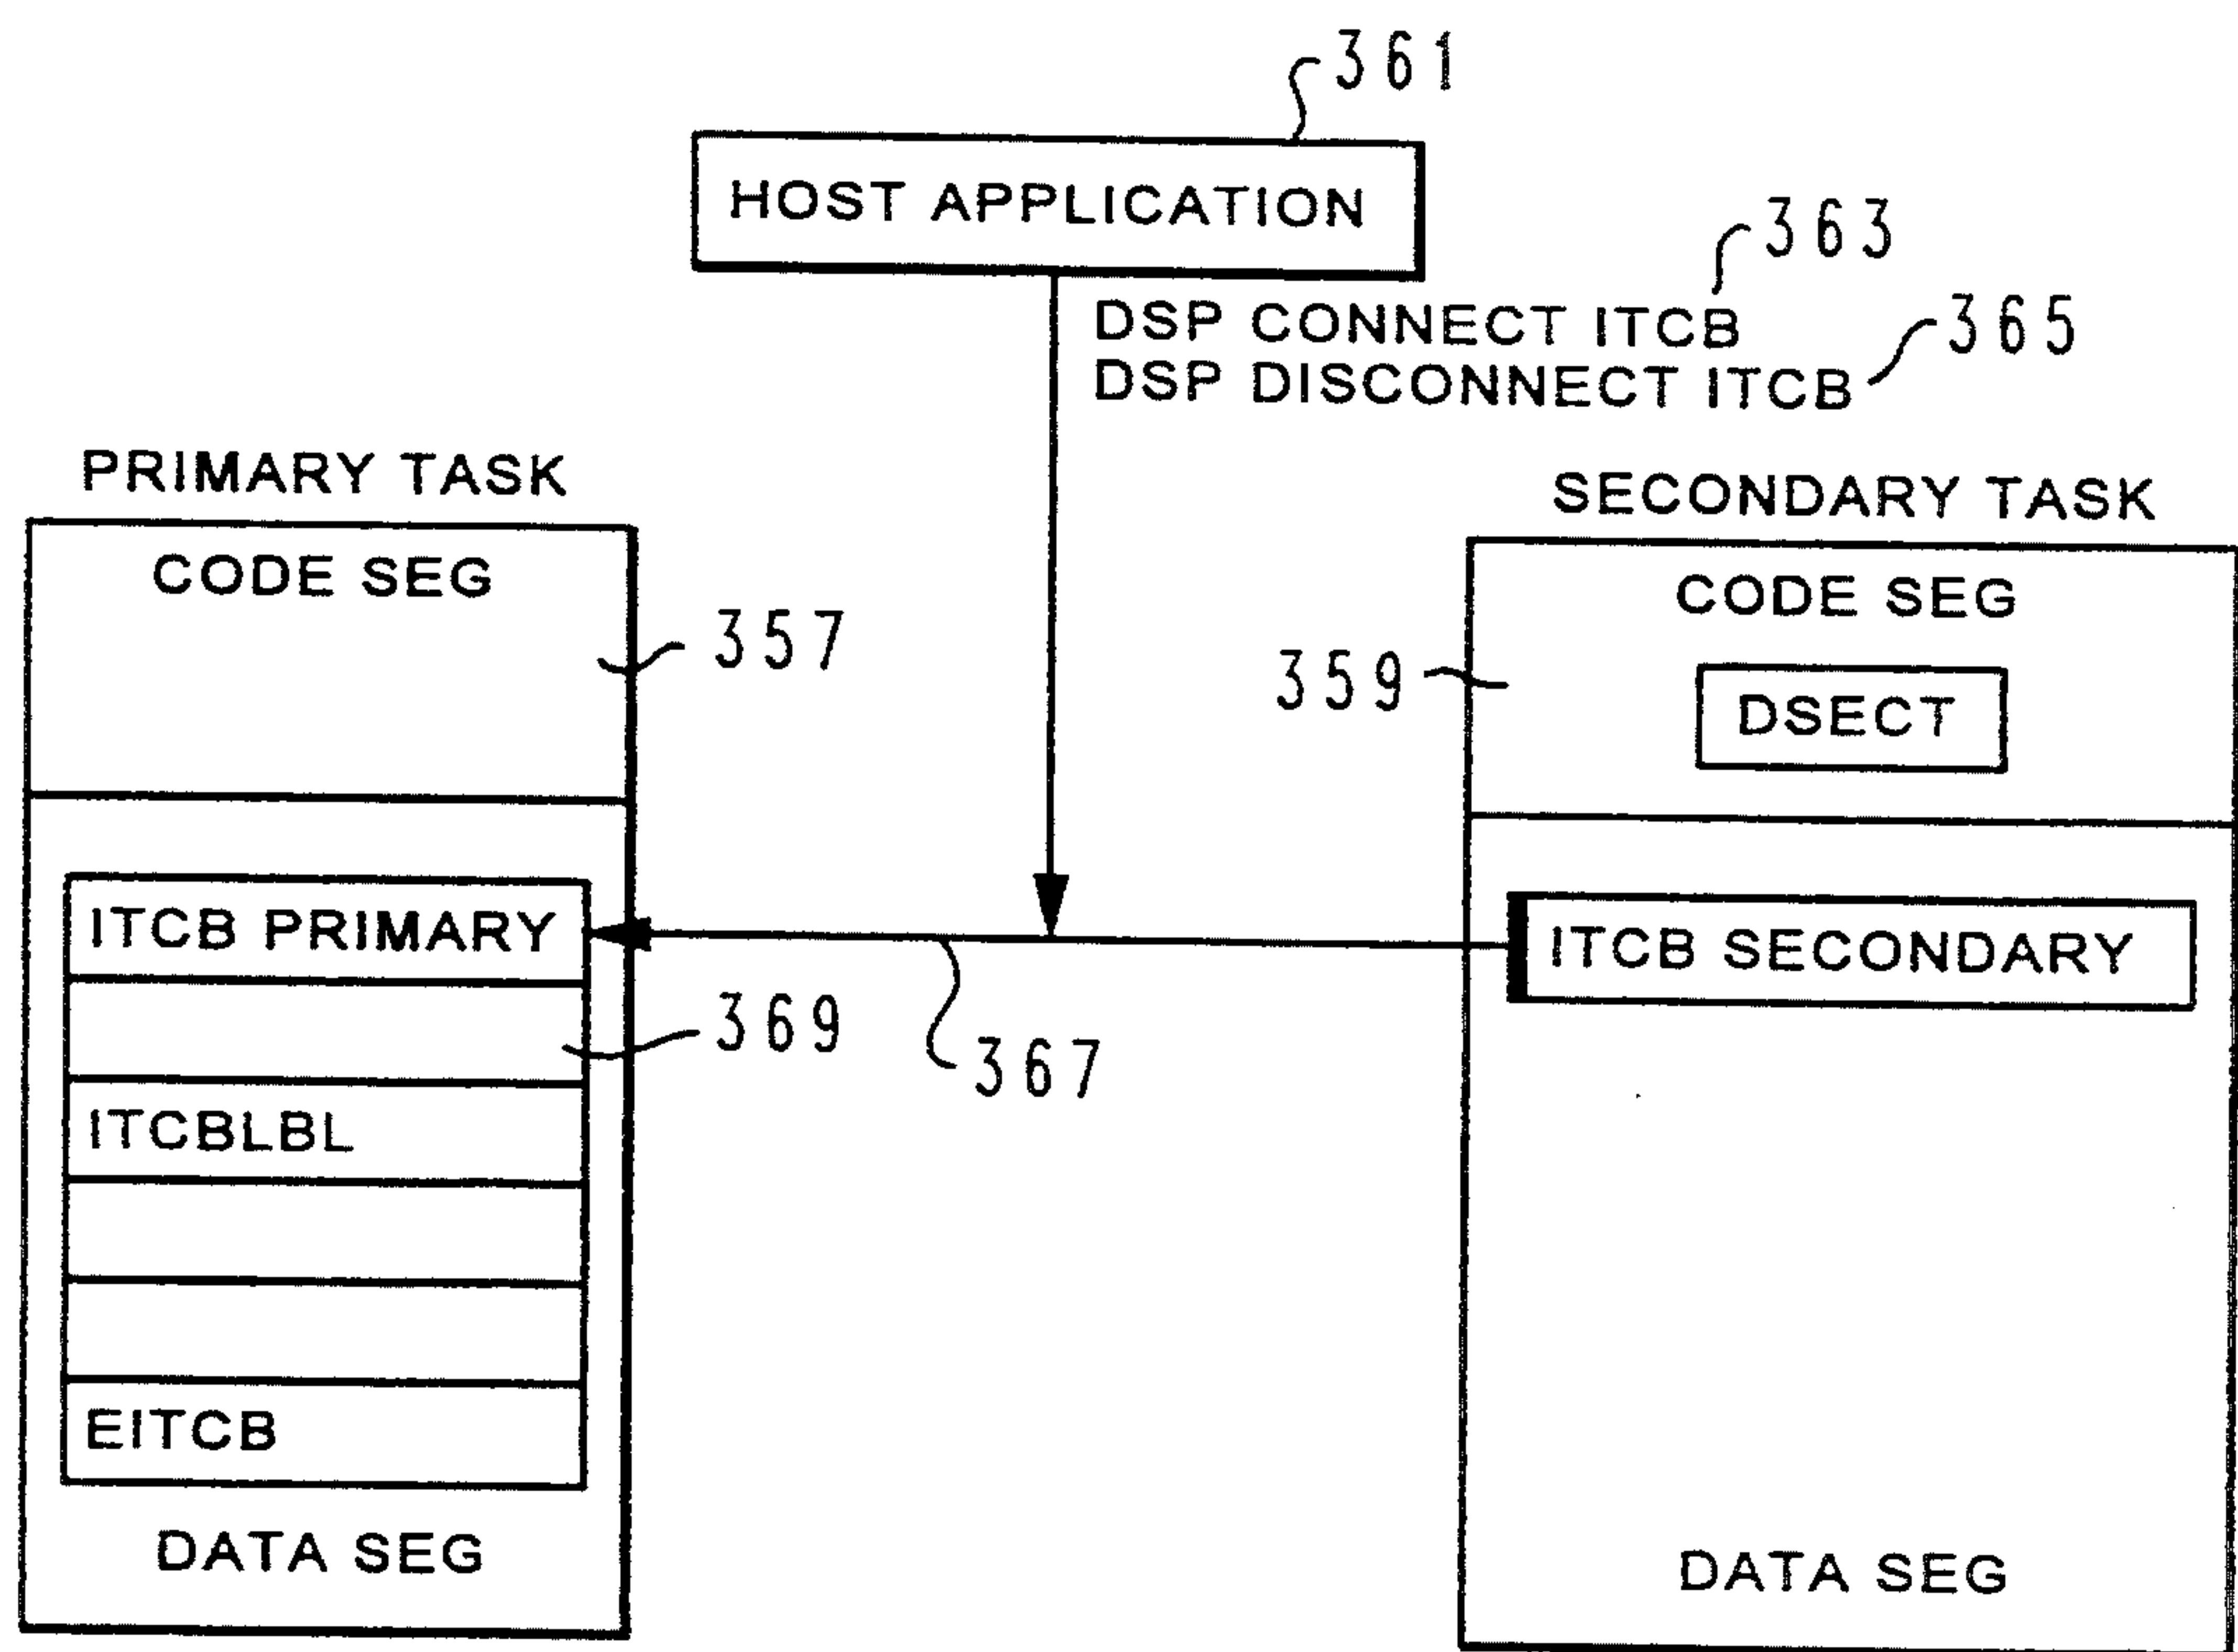 361
HOST APPLICATION
363
DSP CONNECT ITCB
365
DSP DISCONNECT ITCB
PRIMARY TASK
CODE SEG
357
ITCB PRIMARY
369
ITCBLBL
EITCB
DATA SEG
367
SECONDARY TASK
CODE SEG
359
DSECT
ITCB SECONDARY
DATA SEG